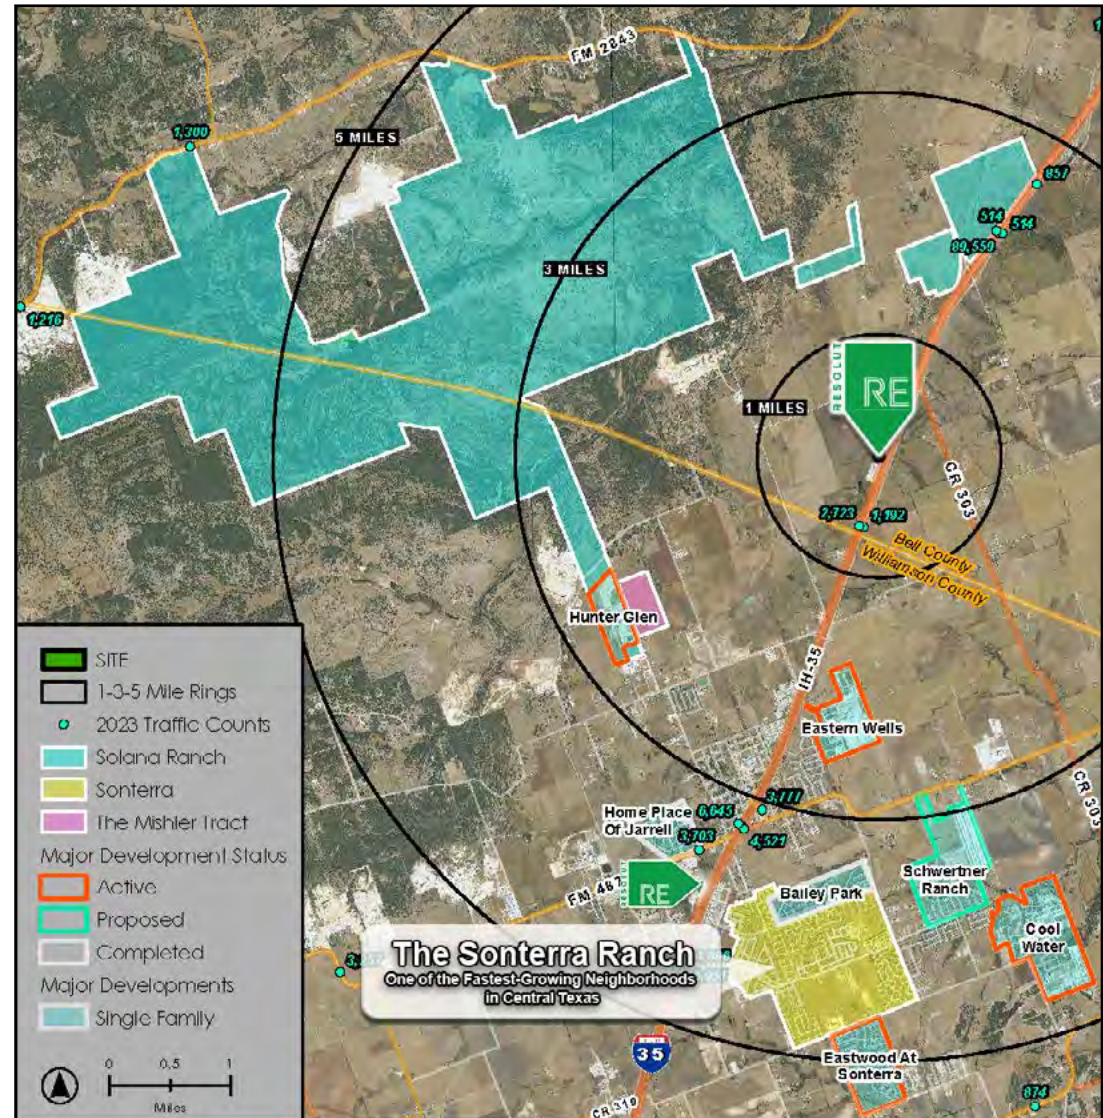 FM 2843
5 MILES
1,300
857
514
514
89,559
3 MILES
1,216
RESOLUT
RE
1 MILES
CR 303
2,723
1,192
Bell County
Williamson County
Hunter Glen
IH-35
Eastern Wells
CR 303
3,777
6,645
4,521
Home Place
Of Jarrell
3,703
Schwertner
Ranch
RESOLUT
RE
FM 487
Bailey Park
Cool
Water
The Sonterra Ranch
One of the Fastest-Growing Neighborhoods
in Central Texas
35
Eastwood At
Sonterra
874
CR 310
SITE
1-3-5 Mile Rings
2023 Traffic Counts
Solana Ranch
Sonterra
The Mishler Tract
Major Development Status
Active
Proposed
Completed
Major Developments
Single Family
0 0.5 1
Miles